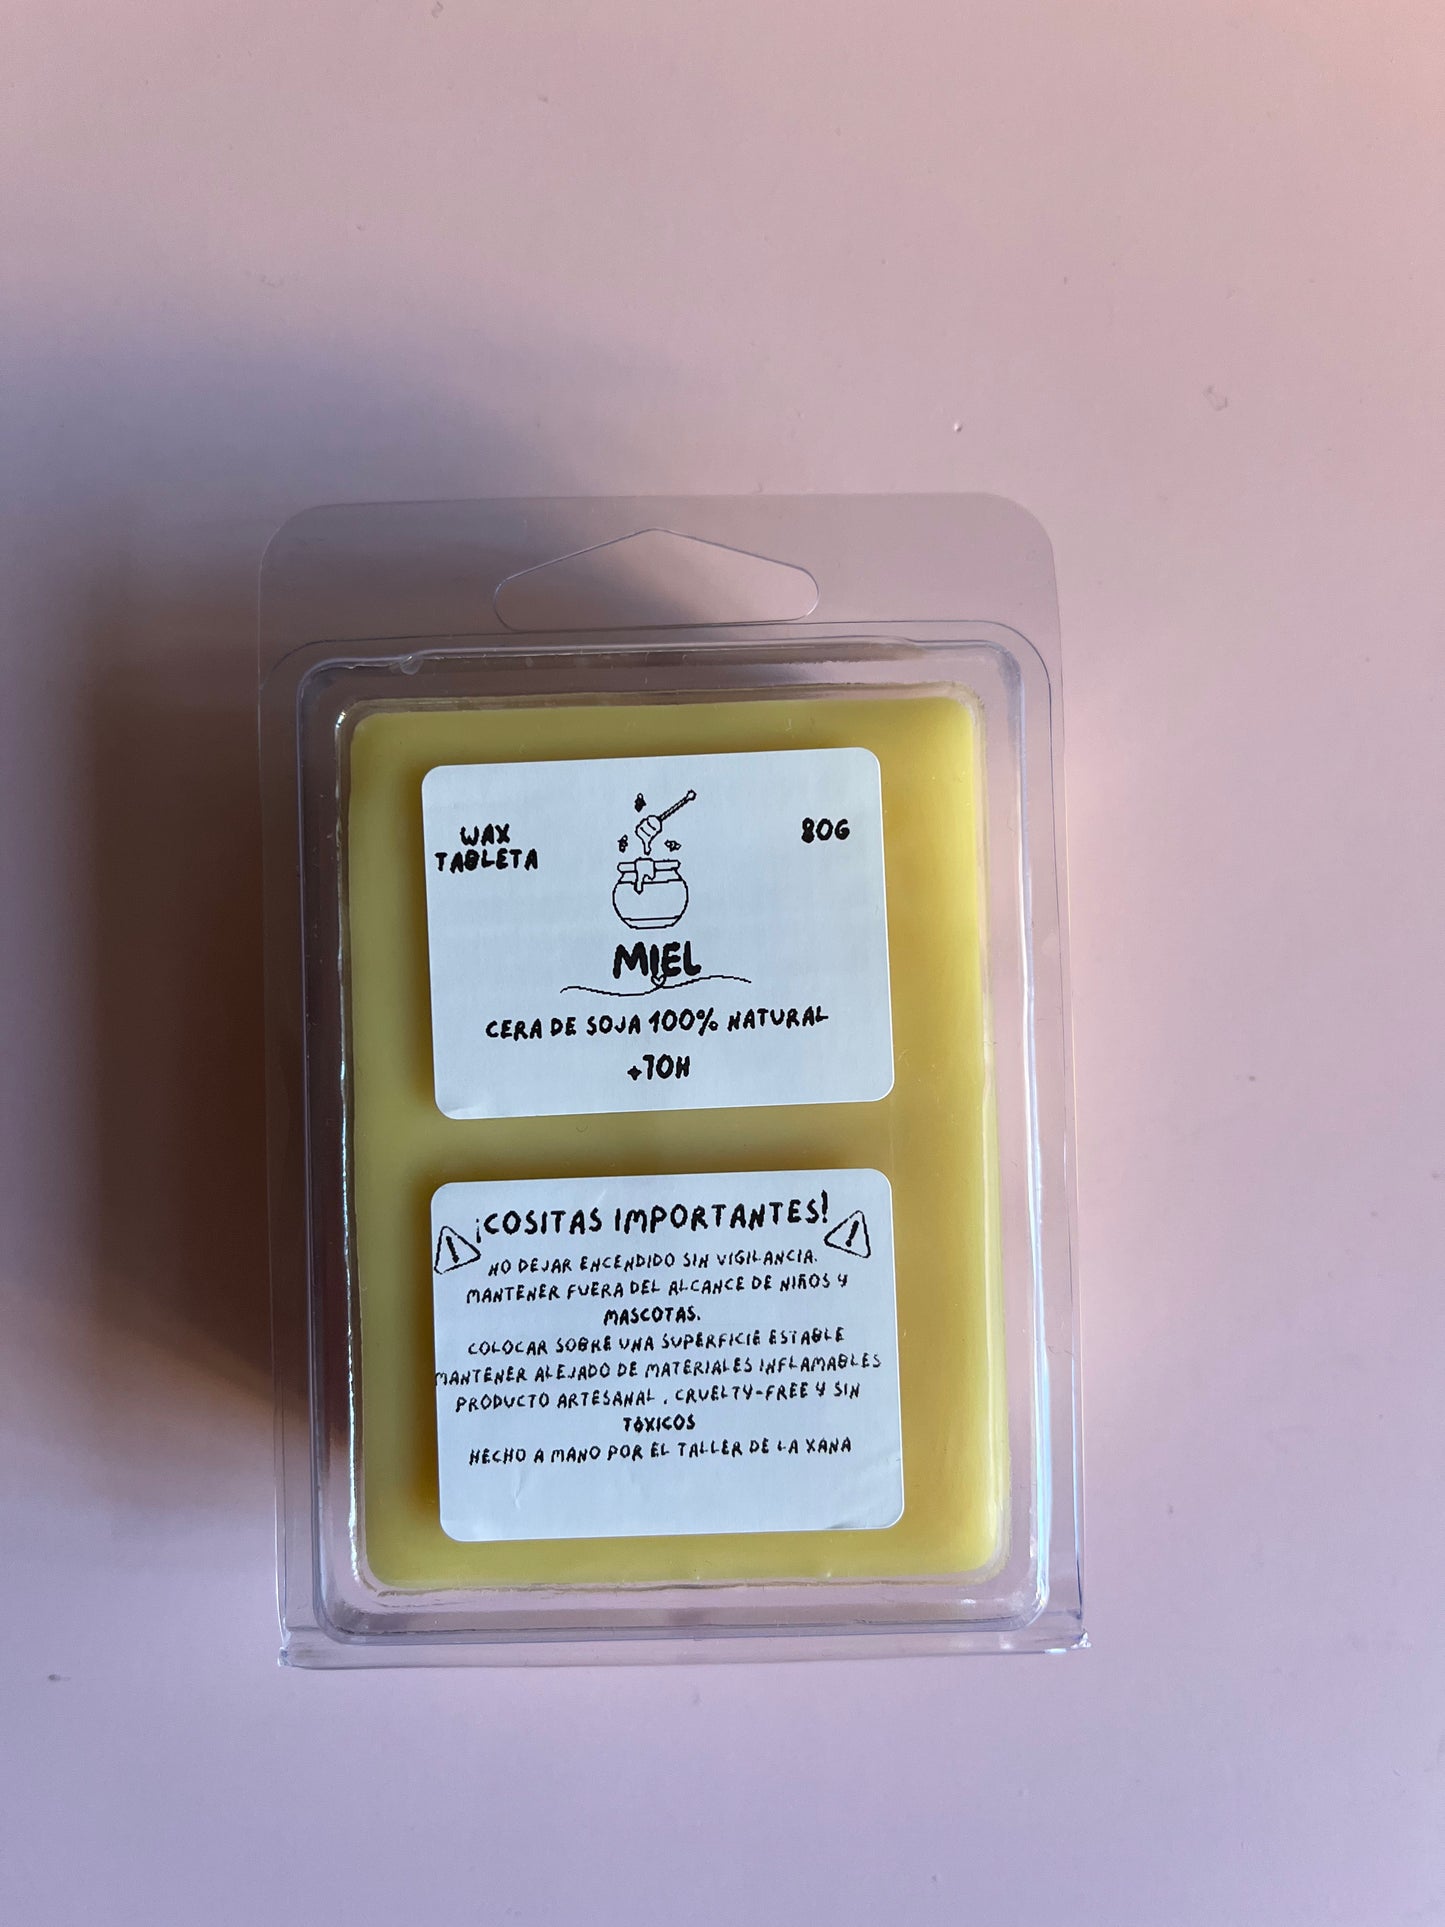 WAX
TABLETA
80G
MIEL
CERA DE SOJA 100% NATURAL
+70H
¡COSITAS IMPORTANTES!
NO DEJAR ENCENDIDO SIN VIGILANCIA.
MANTENER FUERA DEL ALCANCE DE NIÑOS Y
MASCOTAS.
COLOCAR SOBRE UNA SUPERFICIE ESTABLE
MANTENER ALEJADO DE MATERIALES INFLAMABLES
PRODUCTO ARTESANAL , CRUELTY-FREE Y SIN
TÓXICOS
HECHO A MANO POR EL TALLER DE LA XANA